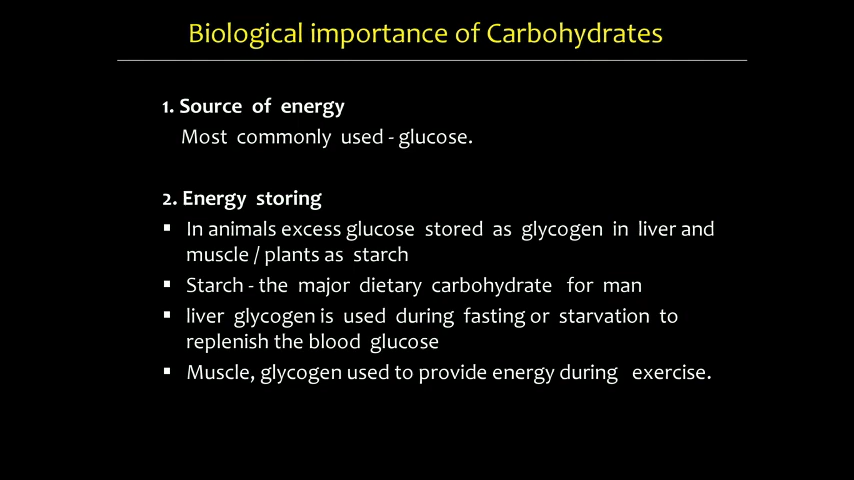 Biological importance of Carbohydrates
1. Source of energy
Most commonly used - glucose.
2. Energy storing
▪ In animals excess glucose stored as glycogen in liver and
muscle / plants as starch
▪ Starch - the major dietary carbohydrate for man
▪ liver glycogen is used during fasting or starvation to
replenish the blood glucose
▪ Muscle, glycogen used to provide energy during exercise.